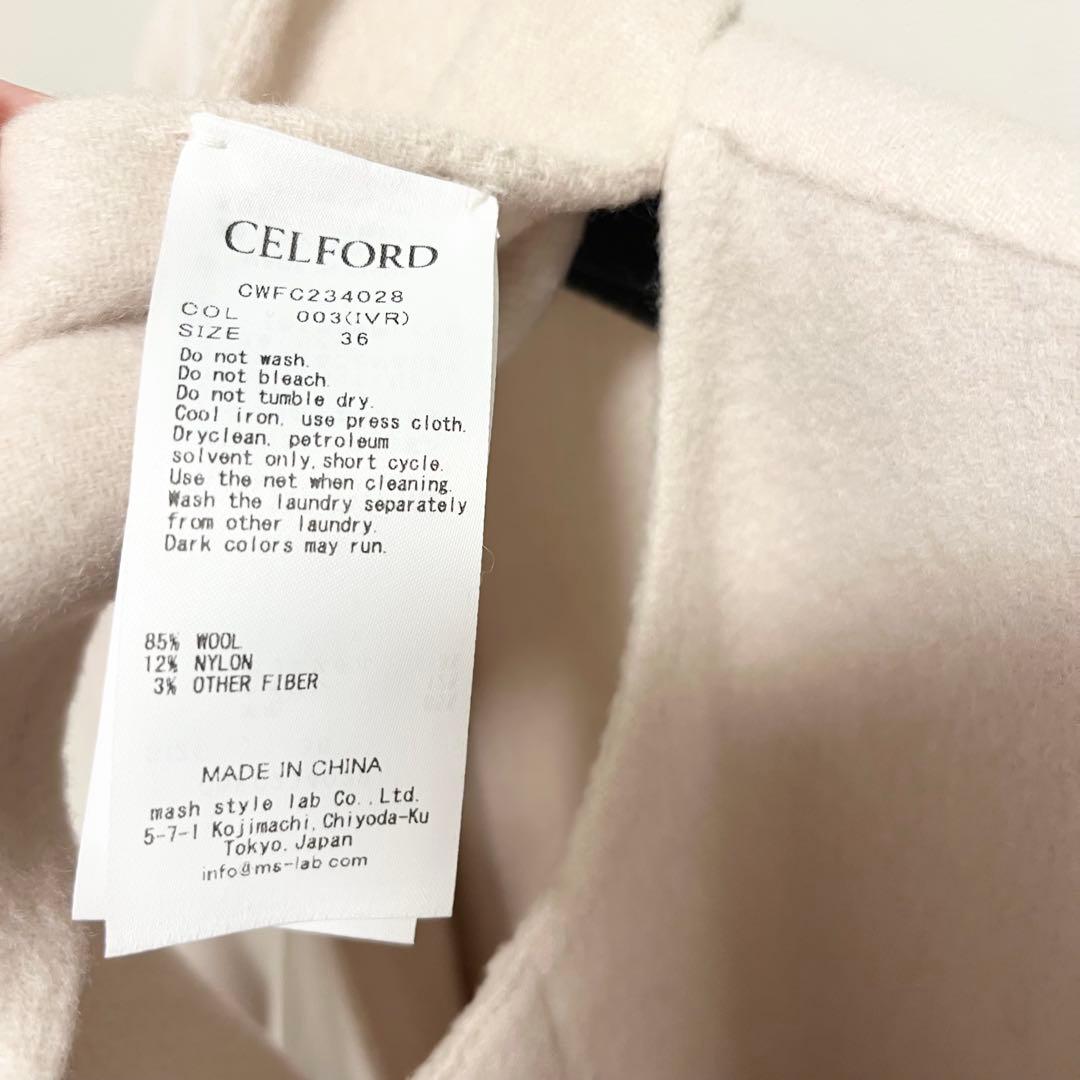 CELFORD
CWFC234028
COL 003(IVR)
SIZE 36
Do not wash.
Do not bleach.
Do not tumble dry.
Cool iron, use press cloth.
Dryclean, petroleum
solvent only, short cycle.
Use the net when cleaning.
Wash the laundry separately
from other laundry.
Dark colors may run.
85% WOOL
12% NYLON
3% OTHER FIBER
MADE IN CHINA
mash style lab Co., Ltd.
5-7-1 Kojimachi, Chiyoda-Ku
Tokyo, Japan
info@ms-lab com